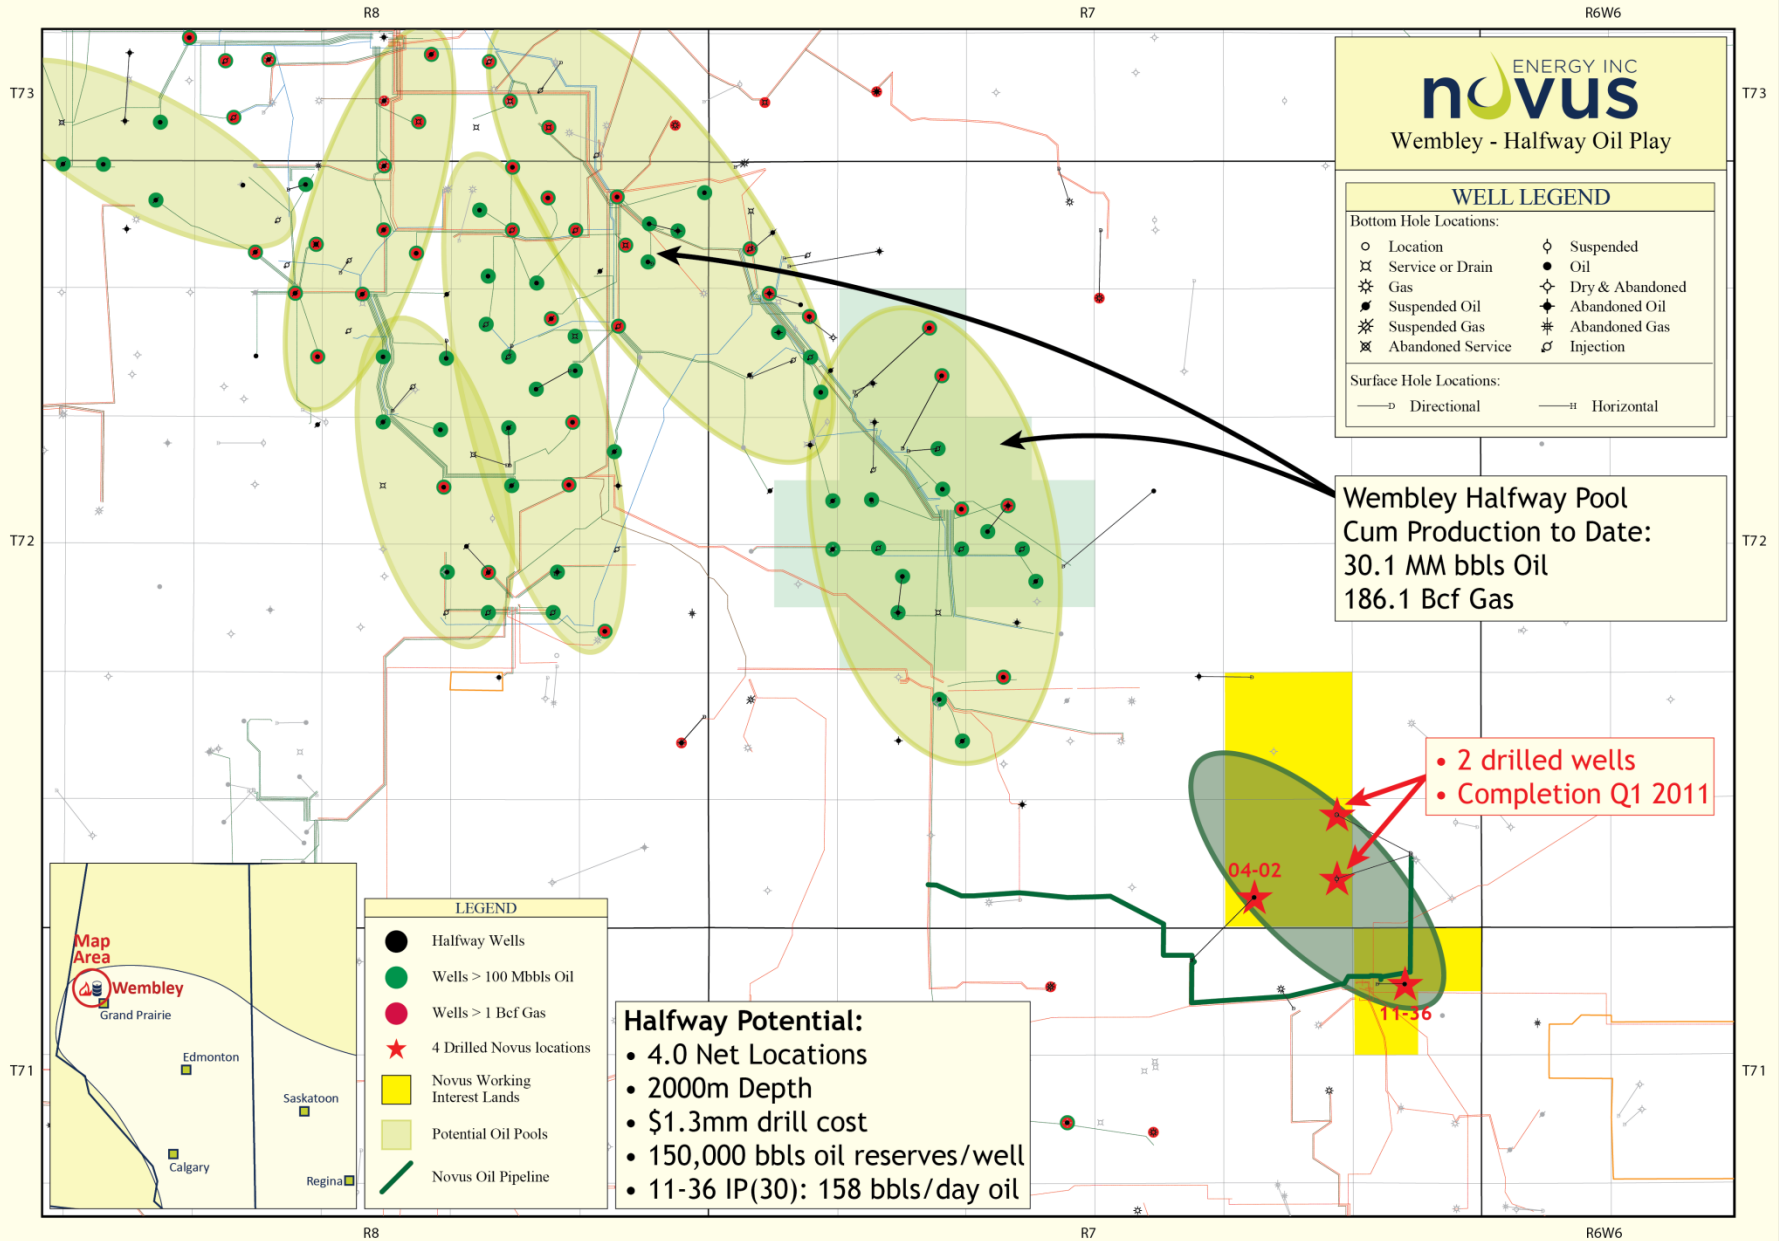 R8
R7
R6W6
T73
T73
ENERGY INC
novus
Wembley - Halfway Oil Play
WELL LEGEND
Bottom Hole Locations:
Location
Suspended
Service or Drain
Oil
Gas
Dry & Abandoned
Suspended Oil
Abandoned Oil
Suspended Gas
Abandoned Gas
Abandoned Service
Injection
Surface Hole Locations:
D Directional
H Horizontal
Wembley Halfway Pool
Cum Production to Date:
30.1 MM bbls Oil
186.1 Bcf Gas
T72
T72
• 2 drilled wells
• Completion Q1 2011
04-02
11-36
Map
Area
Wembley
Grand Prairie
Edmonton
Saskatoon
Calgary
Regina
LEGEND
Halfway Wells
Wells > 100 Mbbls Oil
Wells > 1 Bcf Gas
4 Drilled Novus locations
Novus Working
Interest Lands
Potential Oil Pools
Novus Oil Pipeline
Halfway Potential:
• 4.0 Net Locations
• 2000m Depth
• $1.3mm drill cost
• 150,000 bbls oil reserves/well
• 11-36 IP(30): 158 bbls/day oil
T71
T71
R8
R7
R6W6